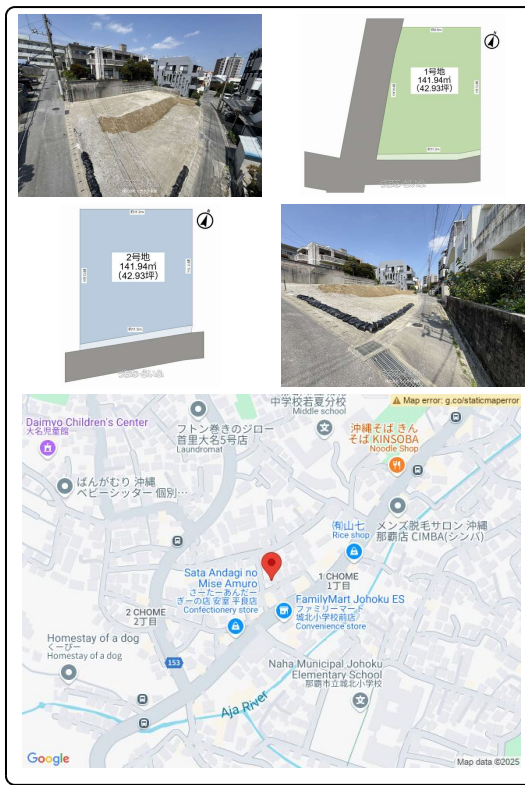 1号地
141.94㎡
(42.93坪)
2号地
141.94㎡
(42.93坪)
中学校若夏分校
Middle school
Map error: g.co/staticmaperror
Daimyo Children's Center
大名児童館
フトン巻きのジロー
首里大名5号店
Laundromat
沖縄そば きん
そば KINSOBA
Noodle Shop
ばんがむり 沖縄
ベビーシッター 個別…
メンズ脱毛サロン 沖縄
那覇店 CIMBA(シンバ)
(有)山七
Rice shop
Sata Andagi no
Mise Amuro
さーたーあんだー
ぎーの店 安室 平良店
Confectionery store
1 CHOME
1丁目
FamilyMart Johoku ES
ファミリーマート
城北小学校前店
Convenience store
2 CHOME
2丁目
Homestay of a dog
くーぴー
Homestay of a dog
153
Naha Municipal Johoku
Elementary School
那覇市立城北小学校
Aja River
Google
Map data ©2025